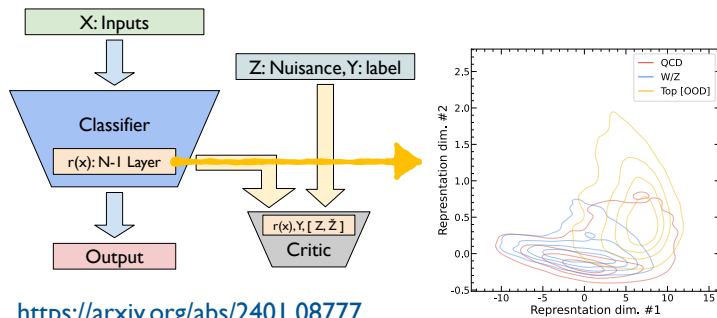 X: Inputs
Z: Nuisance, Y: label
Classifier
r(x): N-1 Layer
r(x),Y, [ Z, Ž ]
Critic
Output
https://arxiv.org/abs/2401.08777
QCD
W/Z
Top [OOD]
Represntation dim. #2
2.5
2.0
1.5
1.0
0.5
0.0
-0.5
-10
-5
0
5
10
15
Represntation dim. #1